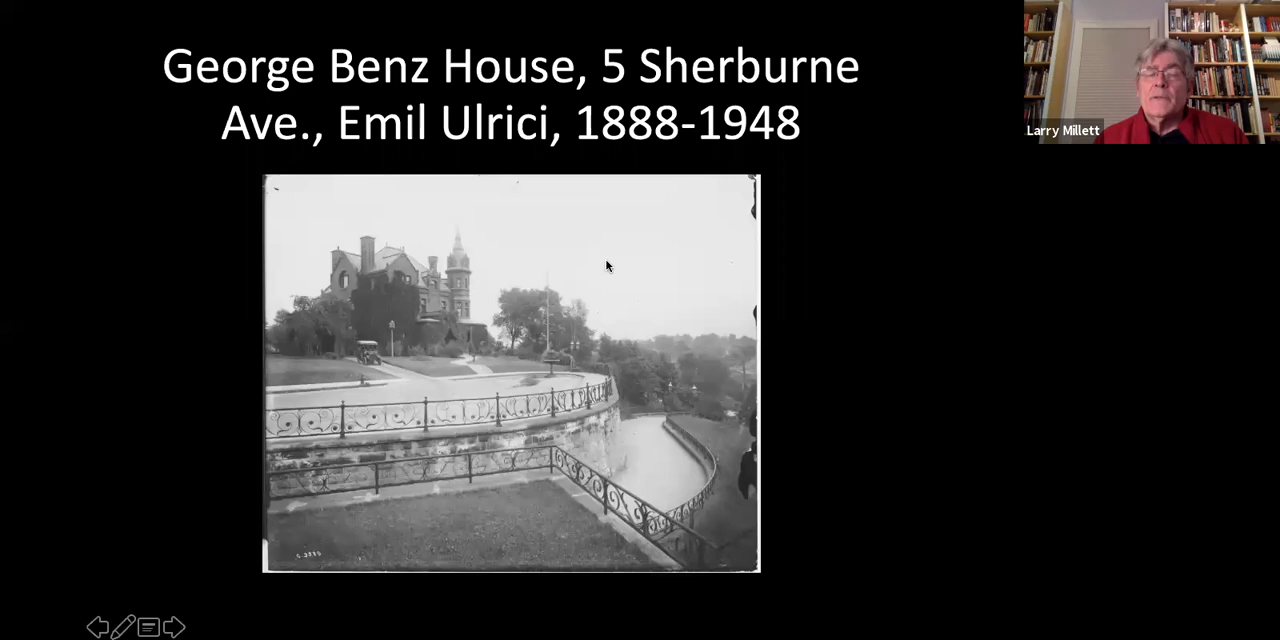 George Benz House, 5 Sherburne
Ave., Emil Ulrici, 1888-1948
Larry Millett